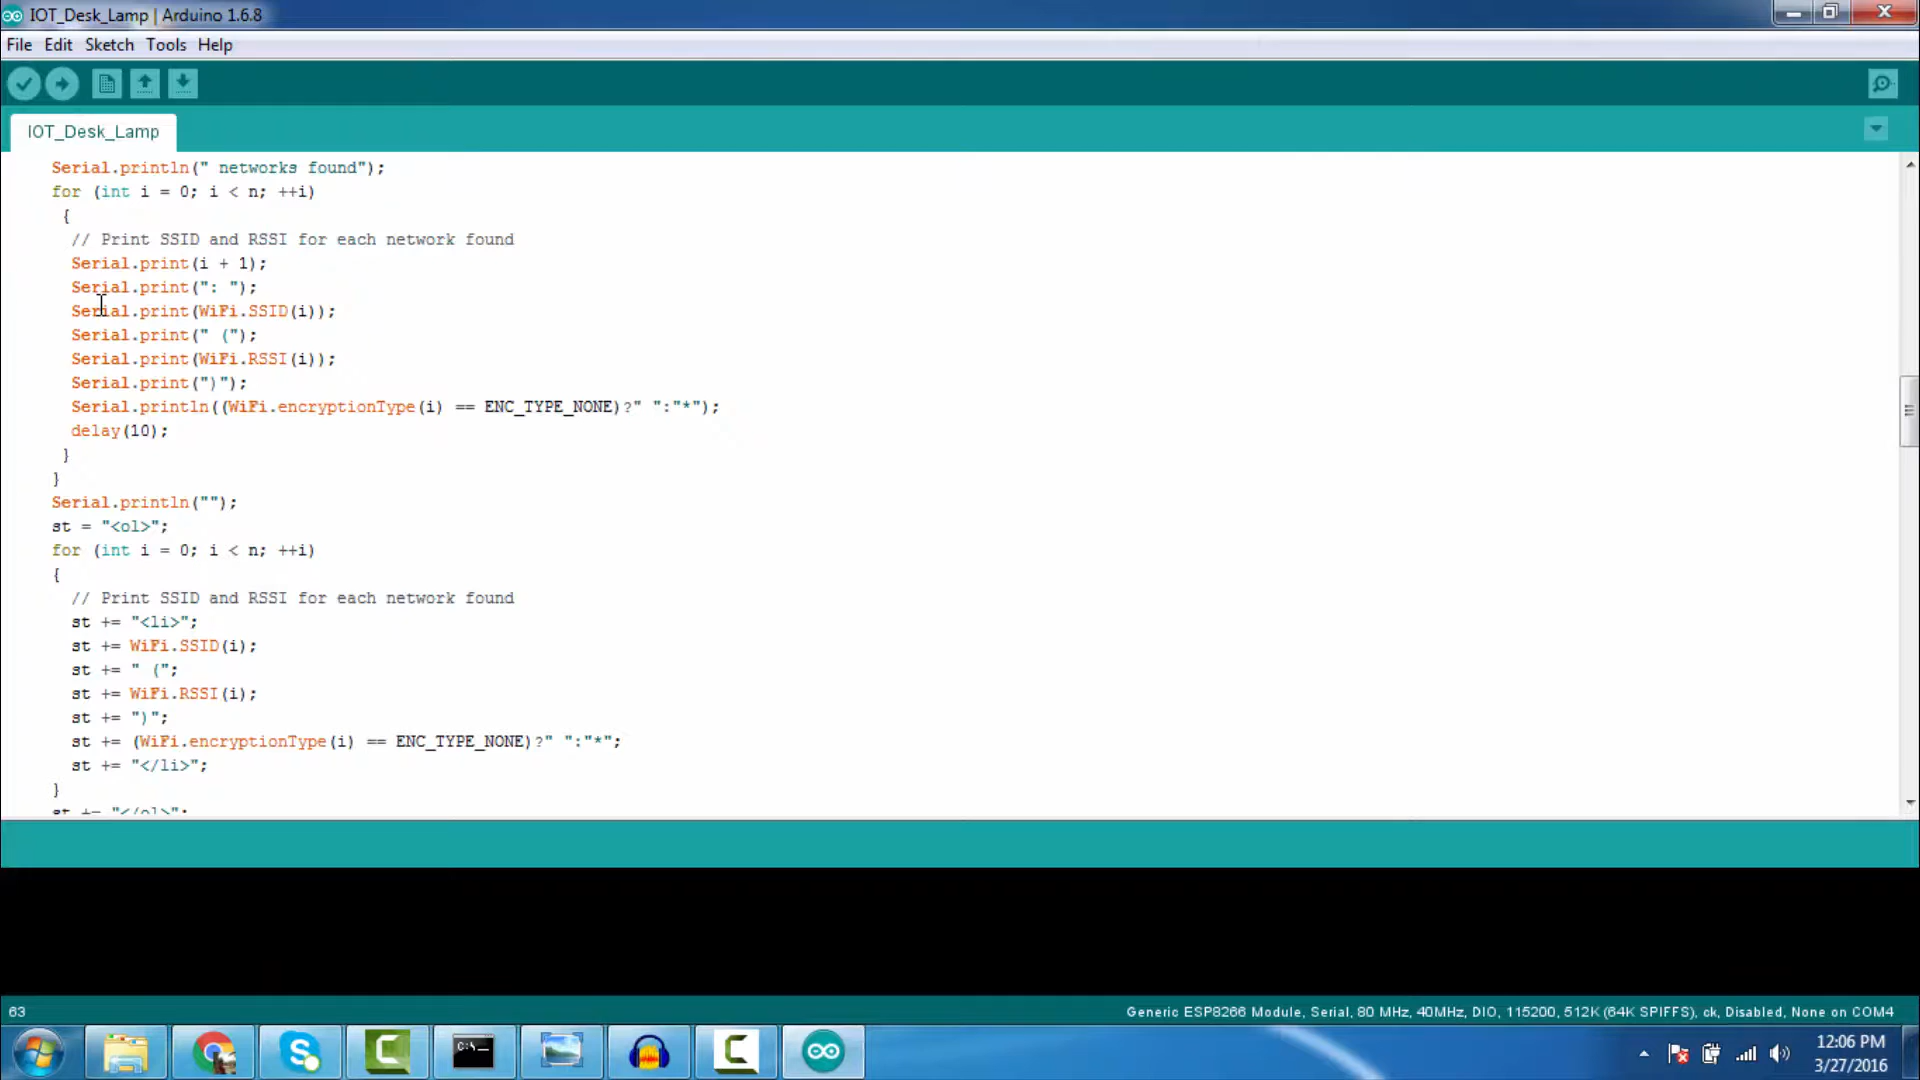 IOT_Desk_Lamp | Arduino 1.6.8
File Edit Sketch Tools Help
IOT_Desk_Lamp
Serial.println(" networks found");
for (int i = 0; i < n; ++i)
{
// Print SSID and RSSI for each network found
Serial.print(i + 1);
Serial.print(": ");
Serial.print(WiFi.SSID(i));
Serial.print(" (");
Serial.print(WiFi.RSSI(i));
Serial.print(")");
Serial.println((WiFi.encryptionType(i) == ENC_TYPE_NONE)?" ":"*");
delay(10);
}
}
Serial.println("");
st = "<ol>";
for (int i = 0; i < n; ++i)
{
// Print SSID and RSSI for each network found
st += "<li>";
st += WiFi.SSID(i);
st += " (";
st += WiFi.RSSI(i);
st += ")";
st += (WiFi.encryptionType(i) == ENC_TYPE_NONE)?" ":"*";
st += "</li>";
}
st += "</ol>";
63
Generic ESP8266 Module, Serial, 80 MHz, 40MHz, DIO, 115200, 512K (64K SPIFFS), ck, Disabled, None on COM4
C:\
12:06 PM
3/27/2016